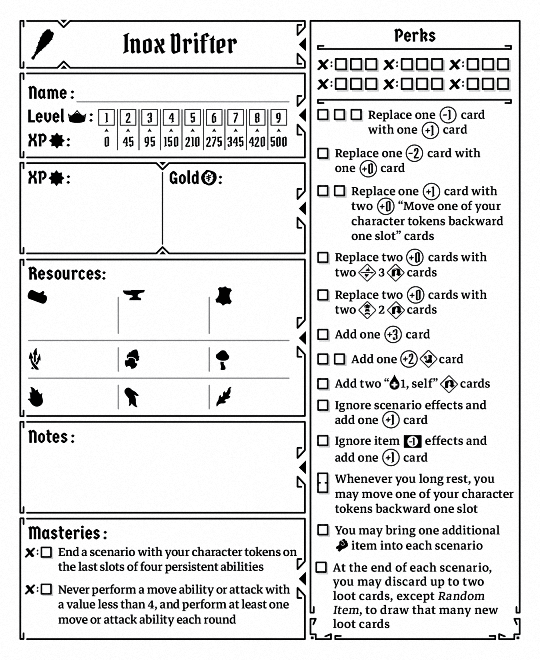 Inox Drifter
Name:
Level : 1 2 3 4 5 6 7 8 9
XP : 0 45 95 150 210 275 345 420 500
XP :
Gold :
Resources:
Notes:
Masteries:
End a scenario with your character tokens on
the last slots of four persistent abilities
Never perform a move ability or attack with
a value less than 4, and perform at least one
move or attack ability each round
Perks
Replace one -1 card
with one +1 card
Replace one -2 card with
one +0 card
Replace one +1 card with
two +0 “Move one of your
character tokens backward
one slot” cards
Replace two +0 cards with
two 3 cards
Replace two +0 cards with
two 2 cards
Add one +3 card
Add one +2 card
Add two “1, self” cards
Ignore scenario effects and
add one +1 card
Ignore item -1 effects and
add one +1 card
Whenever you long rest, you
may move one of your character
tokens backward one slot
You may bring one additional
item into each scenario
At the end of each scenario,
you may discard up to two
loot cards, except Random
Item, to draw that many new
loot cards